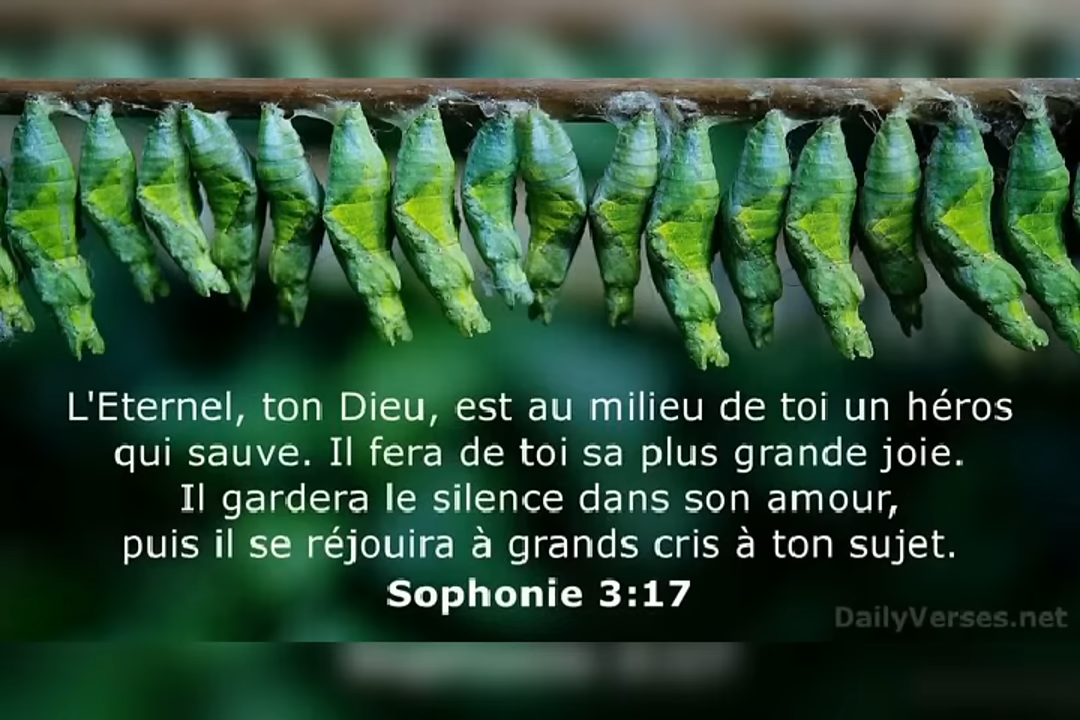 L'Eternel, ton Dieu, est au milieu de toi un héros
qui sauve. Il fera de toi sa plus grande joie.
Il gardera le silence dans son amour,
puis il se réjouira à grands cris à ton sujet.
Sophonie 3:17
DailyVerses.net